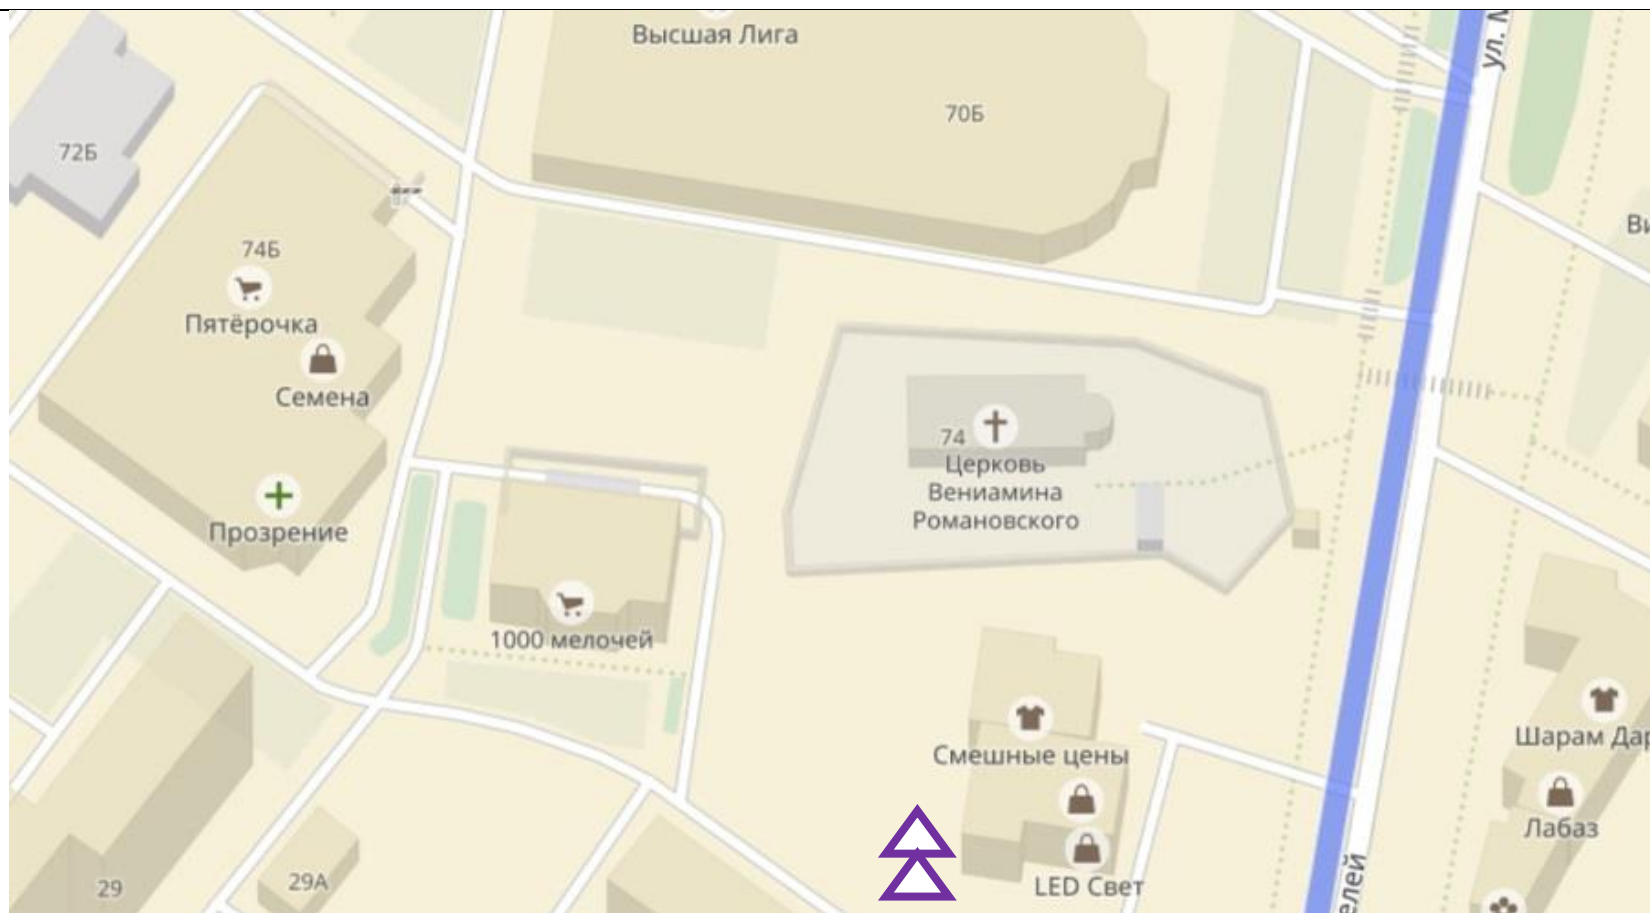 Высшая Лига
70Б
72Б
74Б
Пятёрочка
Семена
74
Церковь
Вениамина
Романовского
Прозрение
1000 мелочей
Смешные цены
Шарам
Лабаз
LED Свет
29
29А
ул.